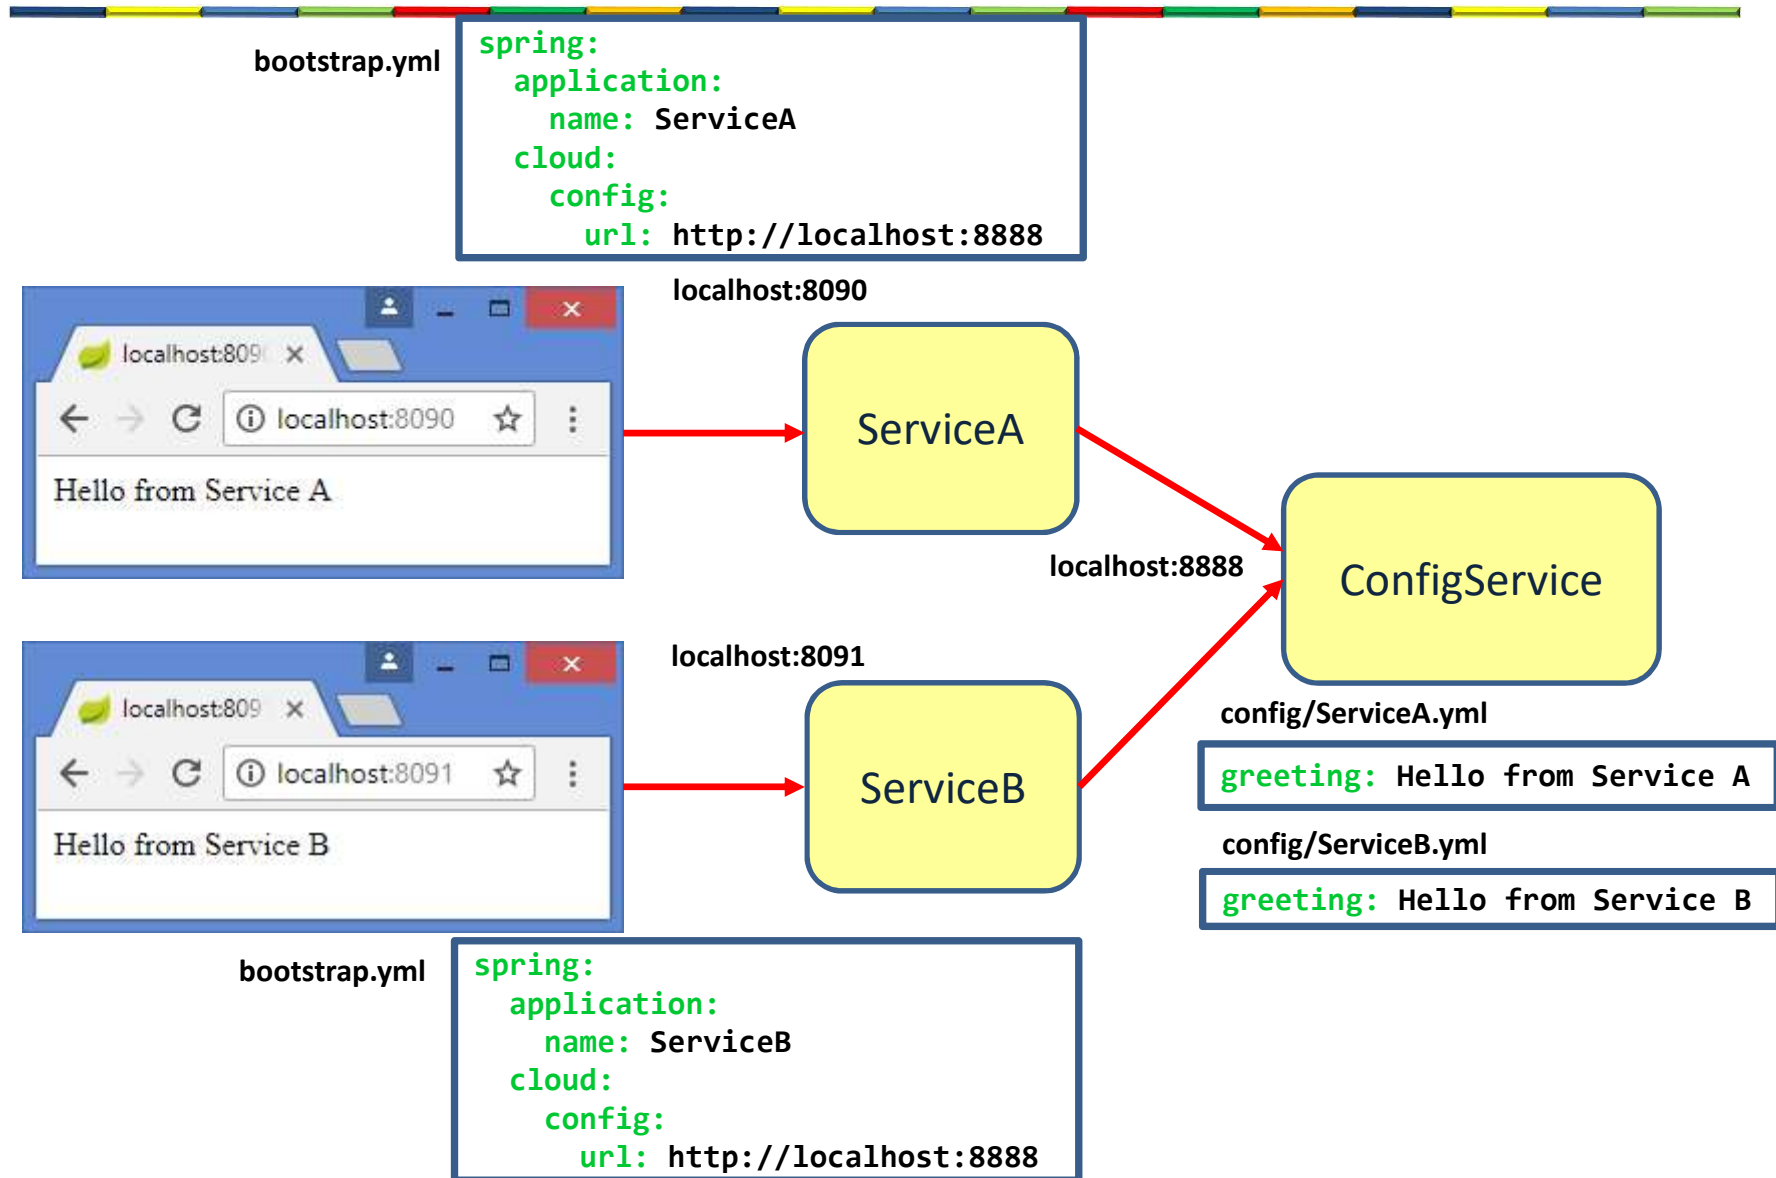 bootstrap.yml
spring:
  application:
    name: ServiceA
  cloud:
    config:
      url: http://localhost:8888
localhost:8090
localhost:809
localhost:8090
Hello from Service A
ServiceA
localhost:8888
ConfigService
localhost:8091
localhost:809
localhost:8091
Hello from Service B
ServiceB
config/ServiceA.yml
greeting: Hello from Service A
config/ServiceB.yml
greeting: Hello from Service B
bootstrap.yml
spring:
  application:
    name: ServiceB
  cloud:
    config:
      url: http://localhost:8888